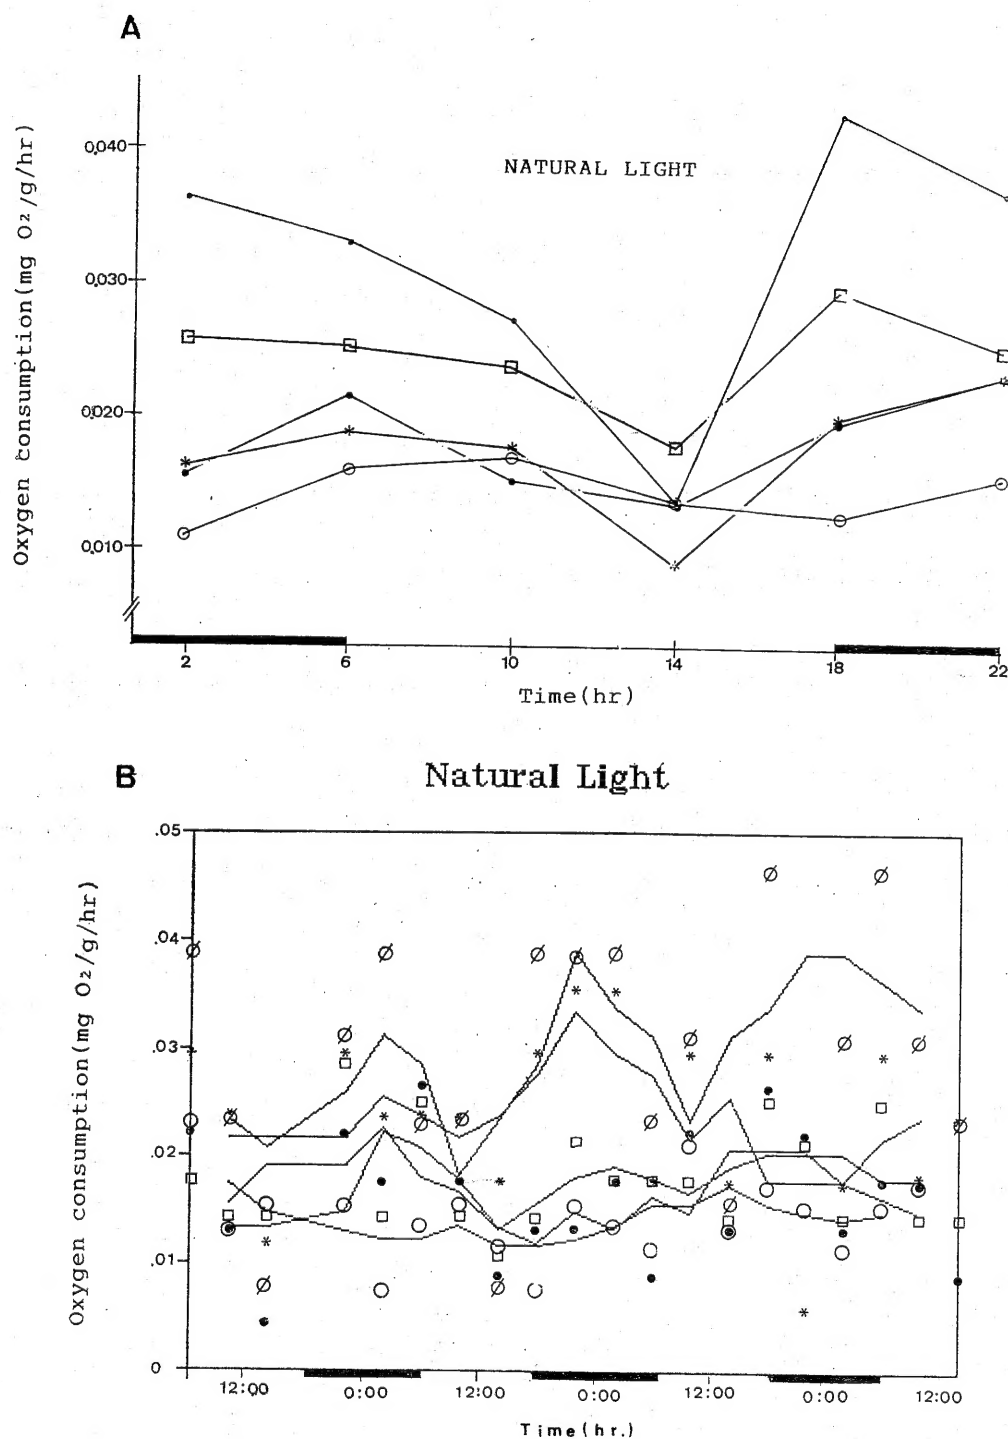 A
Oxygen consumption(mg O₂/g/hr)
0,040
0,030
0,020
0,010
NATURAL LIGHT
2 6 10 14 18 22
Time(hr)
B
Natural Light
Oxygen consumption(mg O₂/g/hr)
.05
.04
.03
.02
.01
0
12:00 0:00 12:00 0:00 12:00 0:00 12:00
Time(hr.)